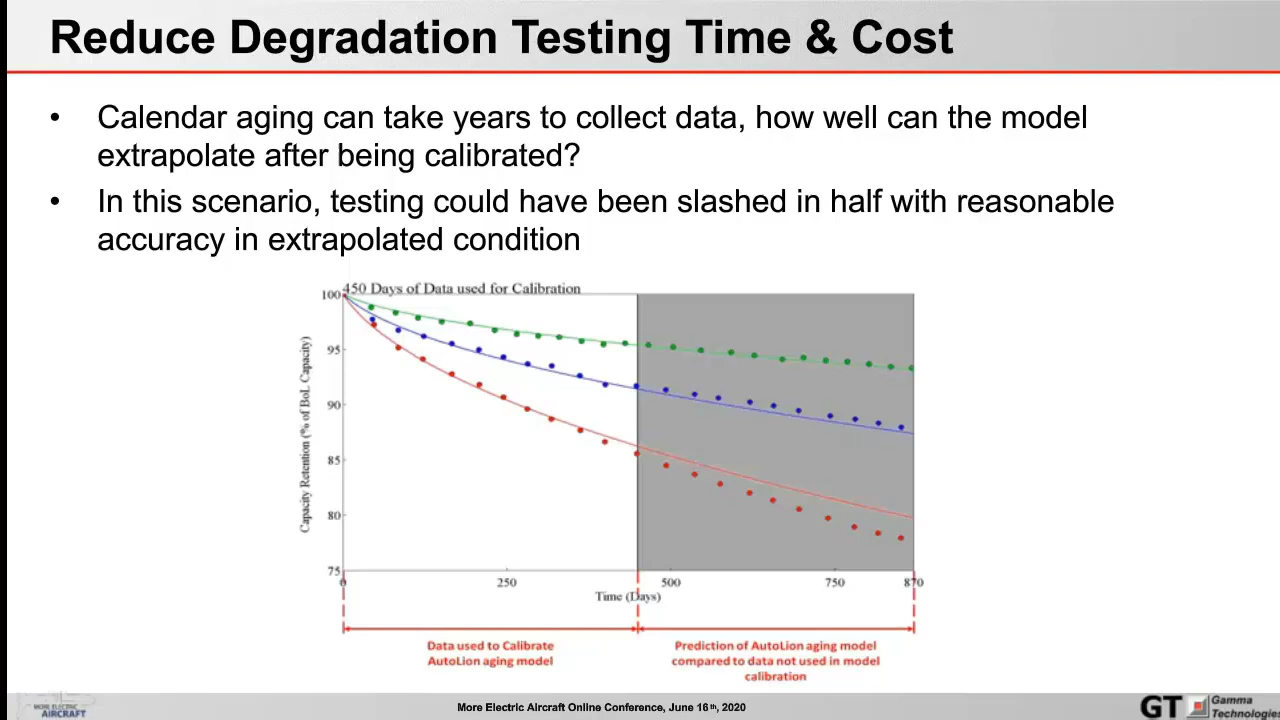 Reduce Degradation Testing Time & Cost
• Calendar aging can take years to collect data, how well can the model
extrapolate after being calibrated?
• In this scenario, testing could have been slashed in half with reasonable
accuracy in extrapolated condition
450 Days of Data used for Calibration
100
95
90
85
80
75
Capacity Retention (% of BoL Capacity)
0
250
500
750
870
Time (Days)
Data used to Calibrate
AutoLion aging model
Prediction of AutoLion aging model
compared to data not used in model
calibration
MORE ELECTRIC
AIRCRAFT
More Electric Aircraft Online Conference, June 16th, 2020
GT
Gamma
Technologies